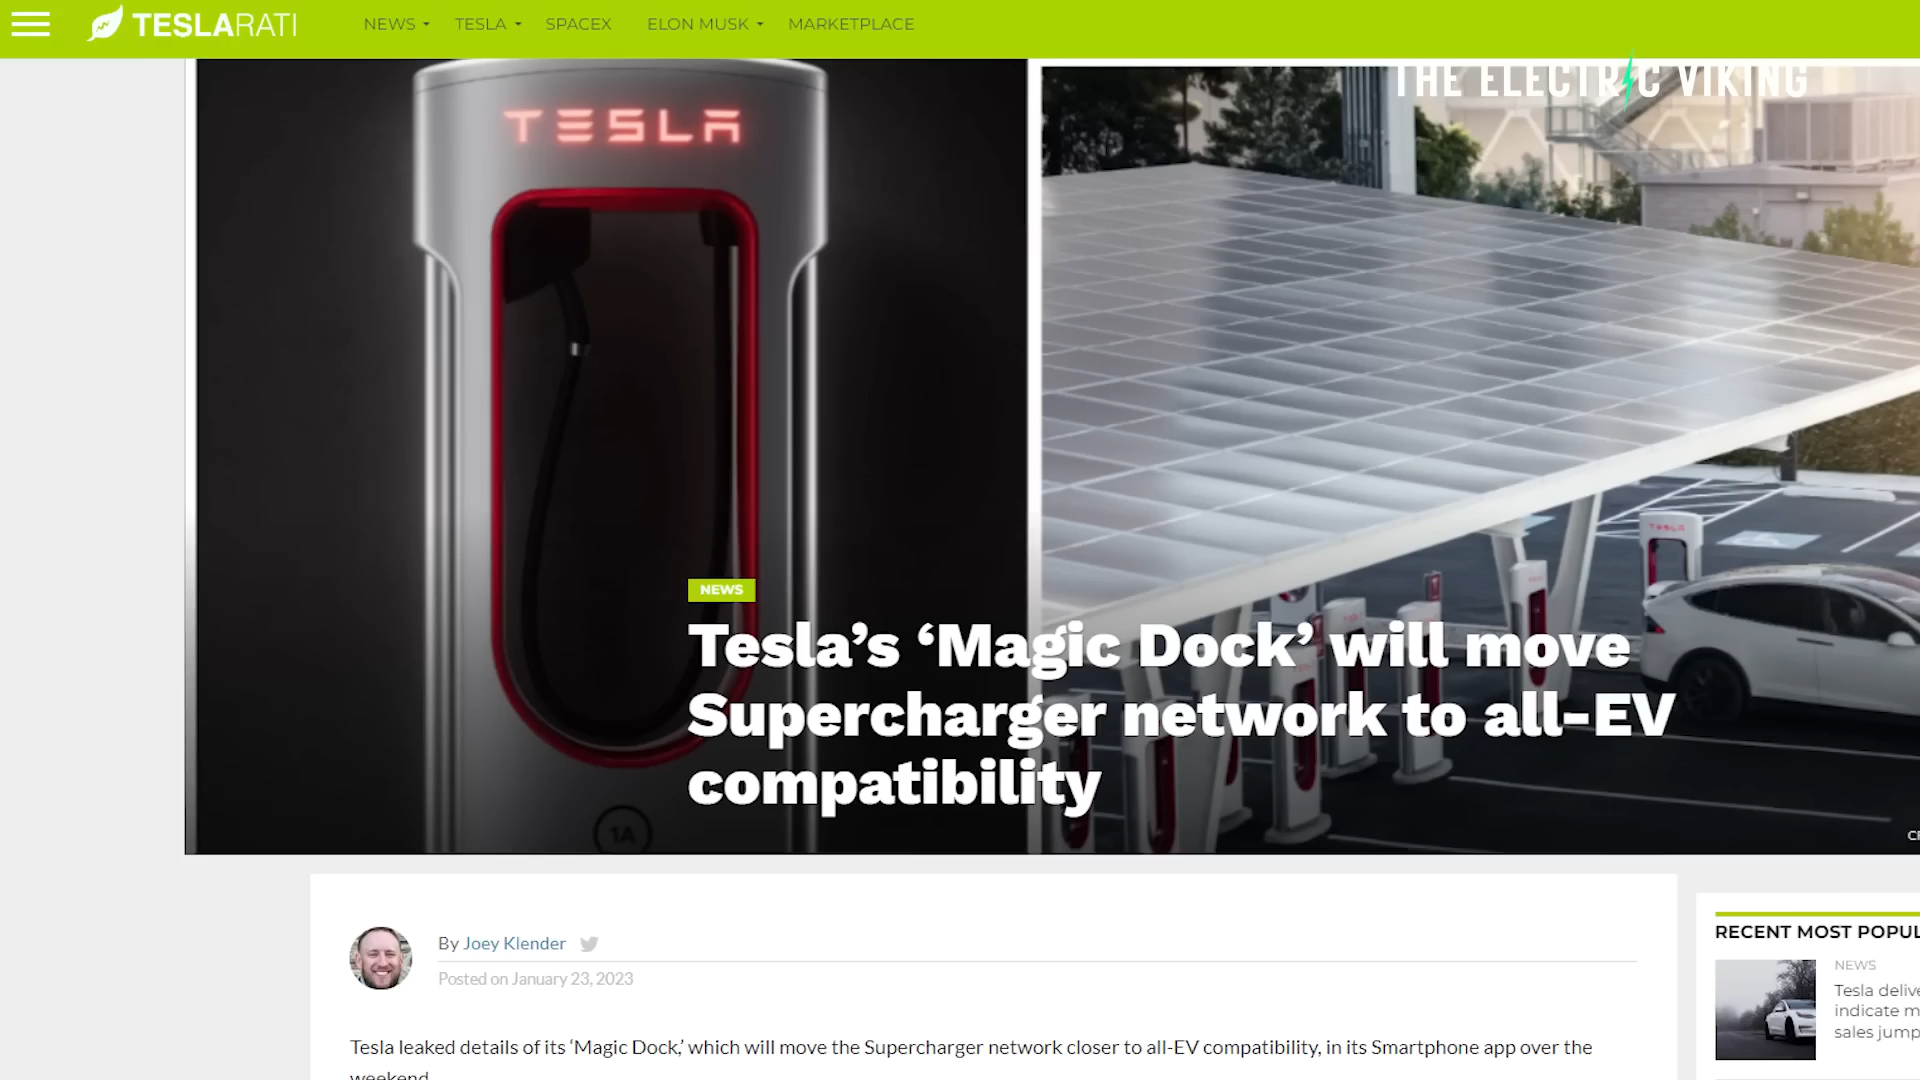 TESLARATI
NEWS
TESLA
SPACEX
ELON MUSK
MARKETPLACE
THE ELECTRIC VIKING
TESLA
TESLA
NEWS
Tesla’s ‘Magic Dock’ will move
Supercharger network to all-EV
compatibility
1A
By Joey Klender
Posted on January 23, 2023
Tesla leaked details of its ‘Magic Dock,’ which will move the Supercharger network closer to all-EV compatibility, in its Smartphone app over the
weekend
RECENT MOST POPUL
NEWS
Tesla delive
indicate m
sales jump